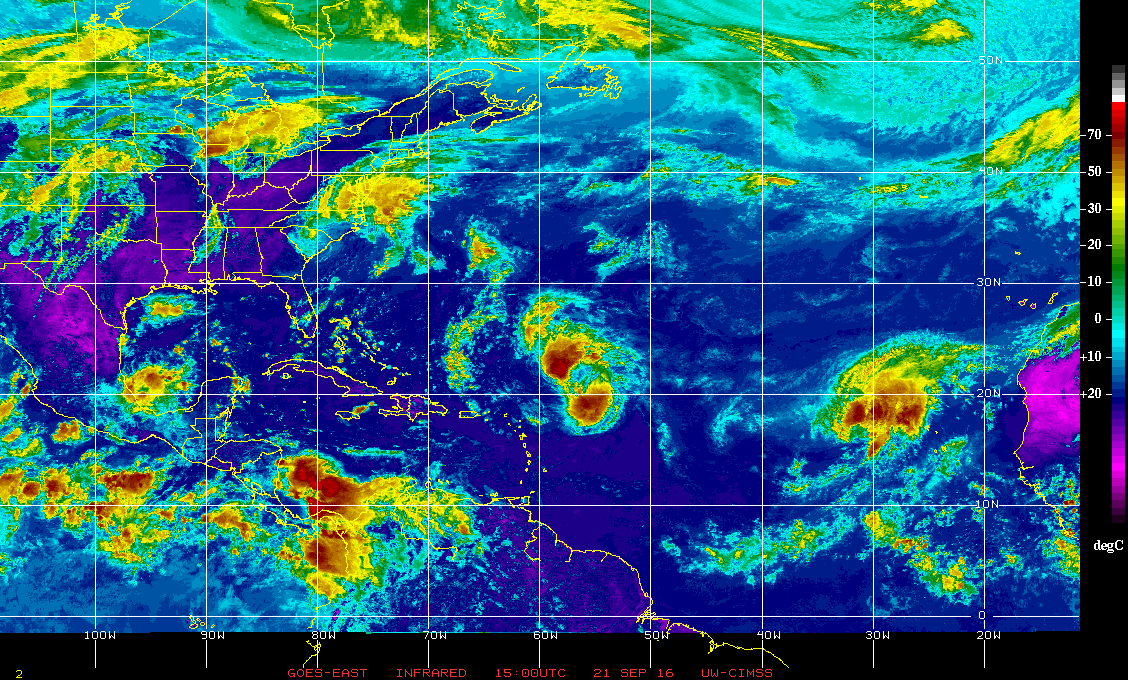 50N
70
50
40N
30
20
10
30N
0
-10
20N
-20
10N
degC
0
100W 90W 80W 70W 60W 50W 40W 30W 20W
2 GOES-EAST INFRARED 15:00UTC 21 SEP 16 UW-CIMSS